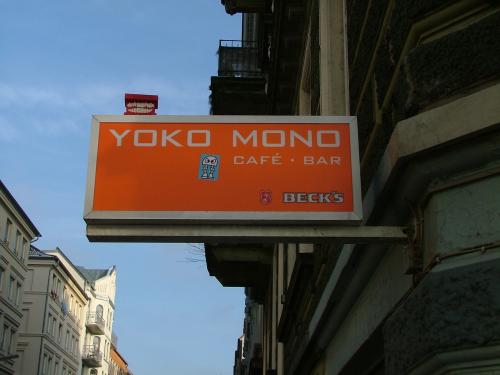 YOKO MONO
CAFÉ · BAR
BECK'S